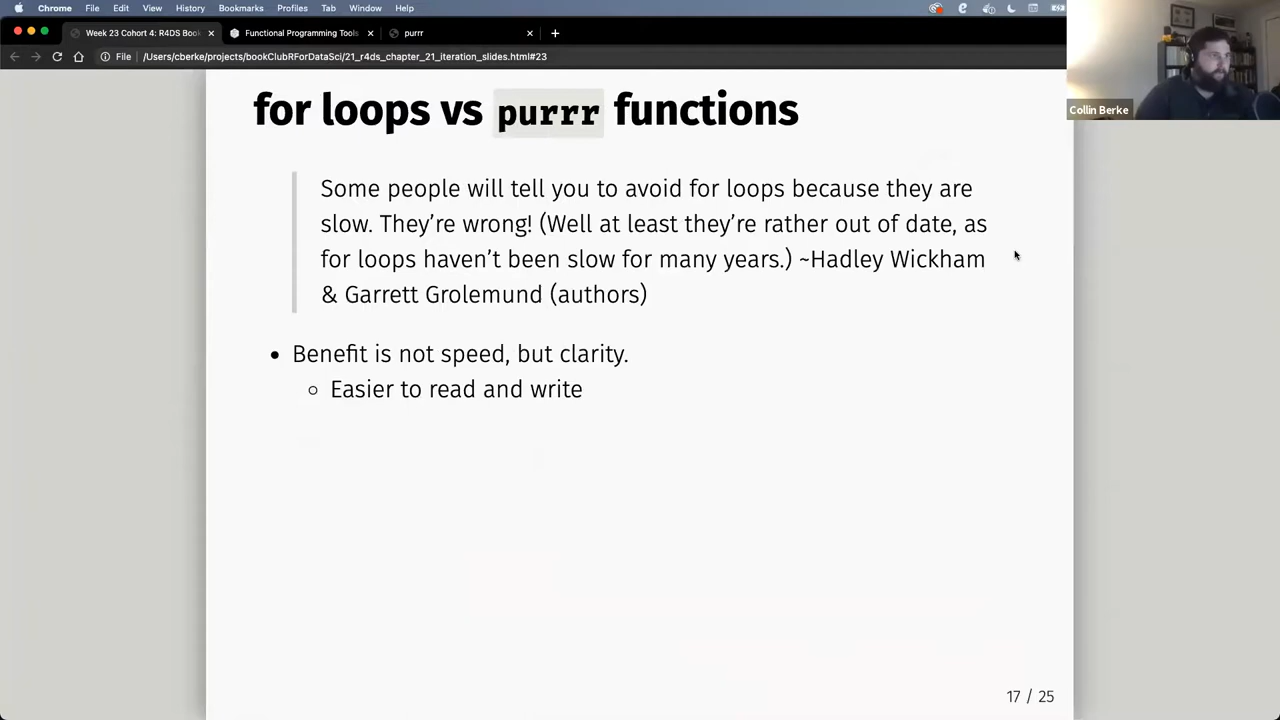 Chrome File Edit View History Bookmarks Profiles Tab Window Help
Week 23 Cohort 4: R4DS Book Functional Programming Tools purrr
File /Users/cberke/projects/bookClubRForDataSci/21_r4ds_chapter_21_iteration_slides.html#23
Collin Berke
for loops vs purrr functions
Some people will tell you to avoid for loops because they are
slow. They’re wrong! (Well at least they’re rather out of date, as
for loops haven’t been slow for many years.) ~Hadley Wickham
& Garrett Grolemund (authors)
Benefit is not speed, but clarity.
Easier to read and write
17 / 25